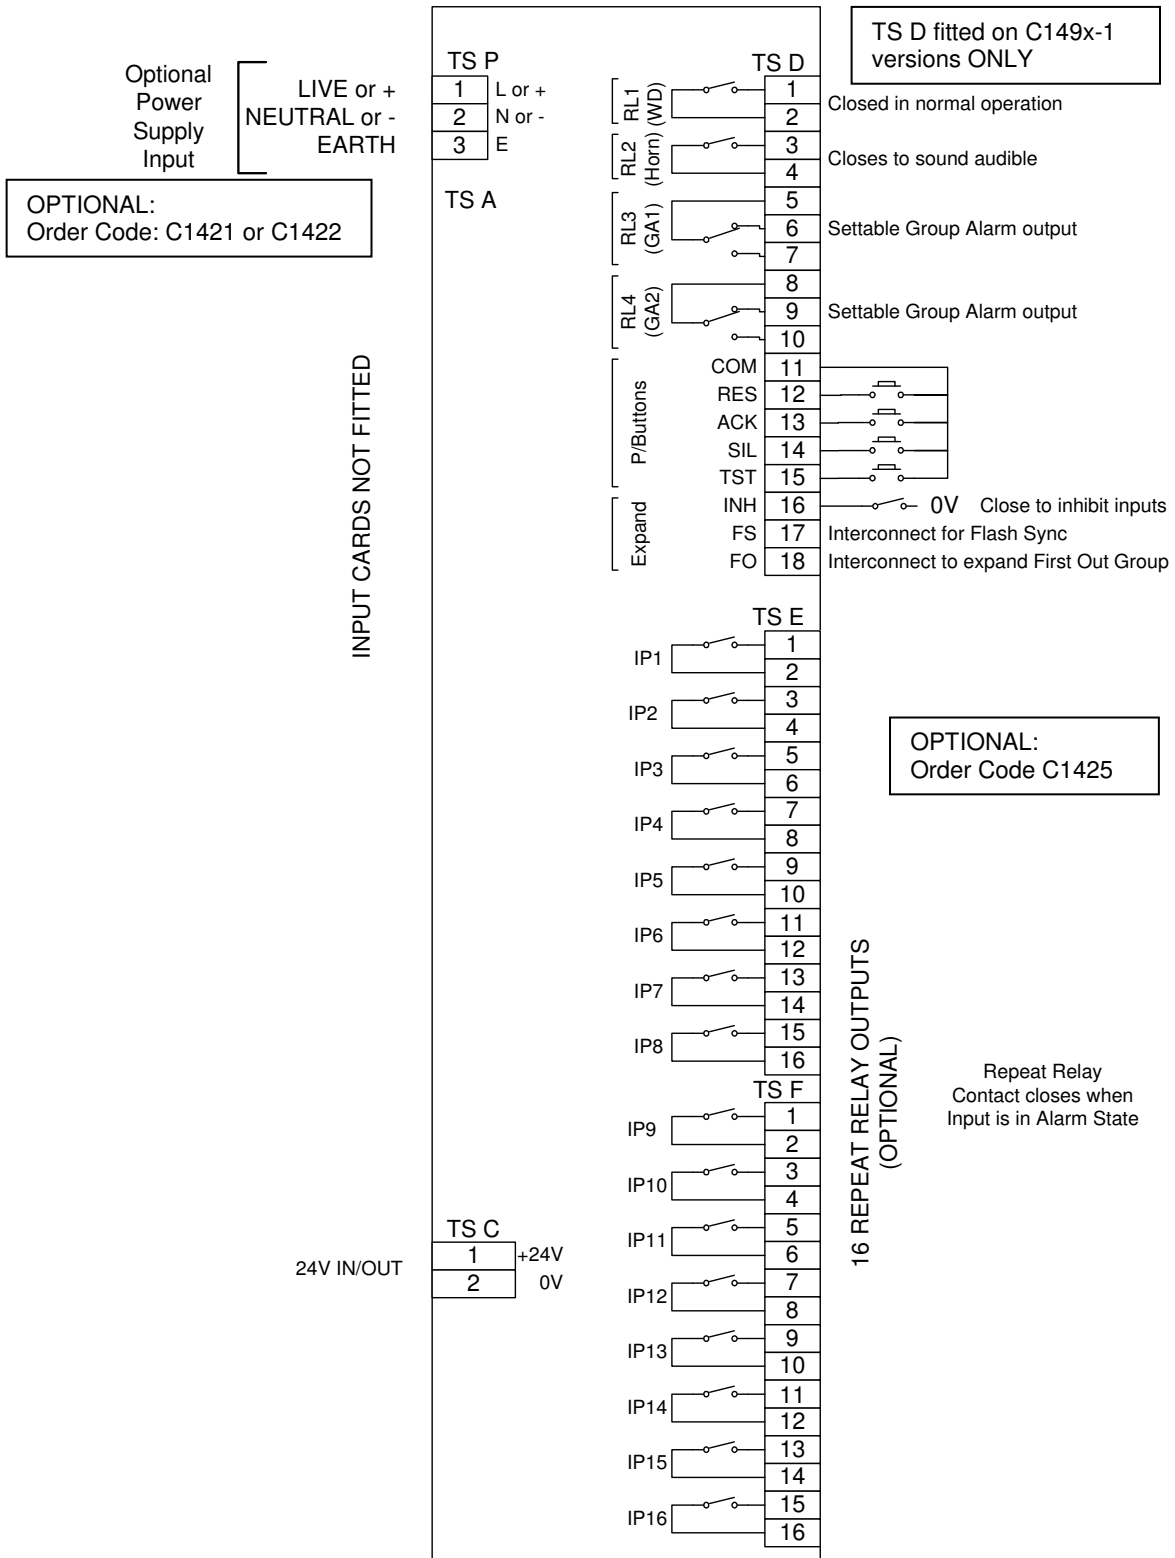 TS D fitted on C149x-1
versions ONLY
Optional
Power
Supply
Input
LIVE or +
NEUTRAL or -
EARTH
TS P
1 L or +
2 N or -
3 E
OPTIONAL:
Order Code: C1421 or C1422
TS A
INPUT CARDS NOT FITTED
TS C
24V IN/OUT
1 +24V
2 0V
TS D
RL1
(WD)
1
2
Closed in normal operation
RL2
(Horn)
3
4
Closes to sound audible
RL3
(GA1)
5
6
7
Settable Group Alarm output
RL4
(GA2)
8
9
10
Settable Group Alarm output
P/Buttons
COM 11
RES 12
ACK 13
SIL 14
TST 15
Expand
INH 16 0V Close to inhibit inputs
FS 17 Interconnect for Flash Sync
FO 18 Interconnect to expand First Out Group
TS E
IP1
1
2
IP2
3
4
IP3
5
6
IP4
7
8
IP5
9
10
IP6
11
12
IP7
13
14
IP8
15
16
TS F
IP9
1
2
IP10
3
4
IP11
5
6
IP12
7
8
IP13
9
10
IP14
11
12
IP15
13
14
IP16
15
16
OPTIONAL:
Order Code C1425
16 REPEAT RELAY OUTPUTS
(OPTIONAL)
Repeat Relay
Contact closes when
Input is in Alarm State